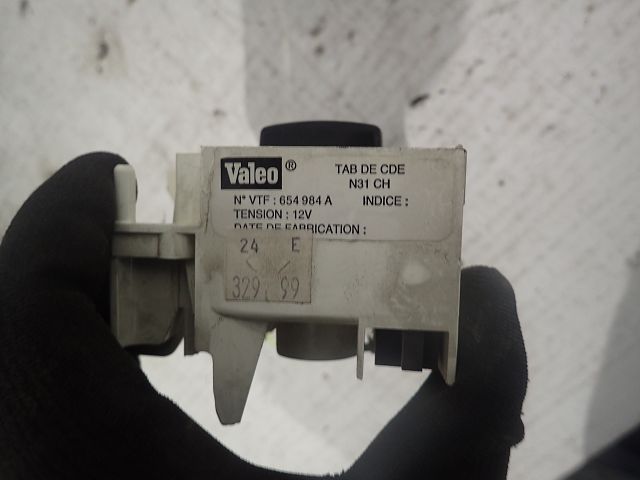 Valeo ®
TAB DE CDE
N31 CH
N° VTF : 654 984 A INDICE :
TENSION : 12V
DATE DE FABRICATION :
24 E
329 99